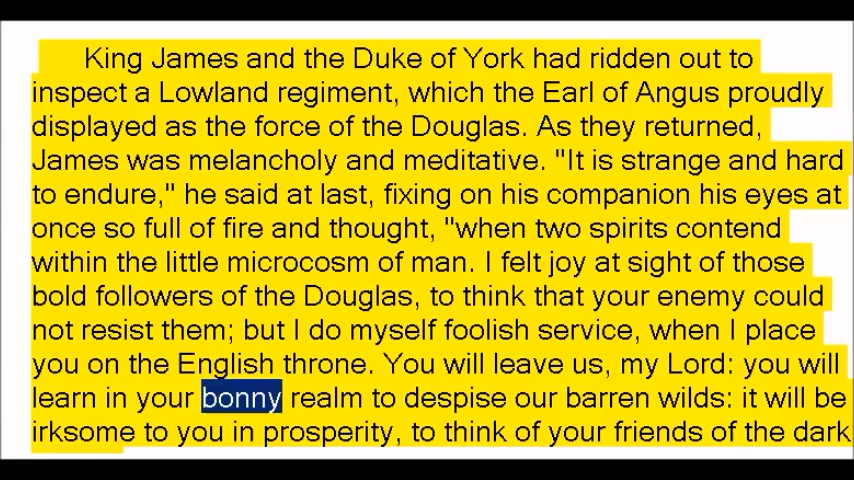 King James and the Duke of York had ridden out to
inspect a Lowland regiment, which the Earl of Angus proudly
displayed as the force of the Douglas. As they returned,
James was melancholy and meditative. "It is strange and hard
to endure," he said at last, fixing on his companion his eyes at
once so full of fire and thought, "when two spirits contend
within the little microcosm of man. I felt joy at sight of those
bold followers of the Douglas, to think that your enemy could
not resist them; but I do myself foolish service, when I place
you on the English throne. You will leave us, my Lord: you will
learn in your bonny realm to despise our barren wilds: it will be
irksome to you in prosperity, to think of your friends of the dark